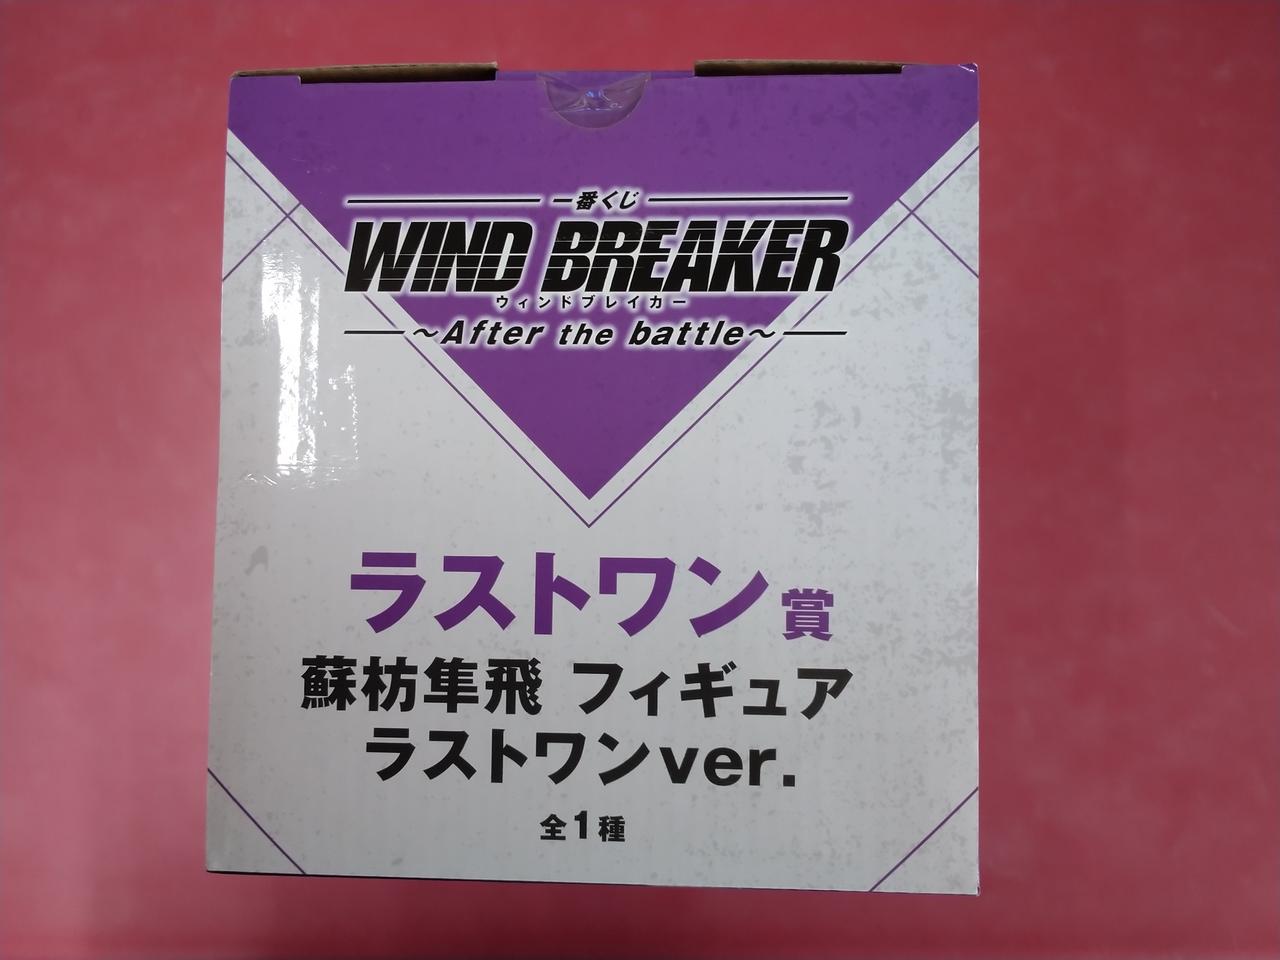 一番くじ
WIND BREAKER
ウィンドブレイカー
～After the battle～
ラストワン賞
蘇枋隼飛 フィギュア
ラストワンver.
全1種